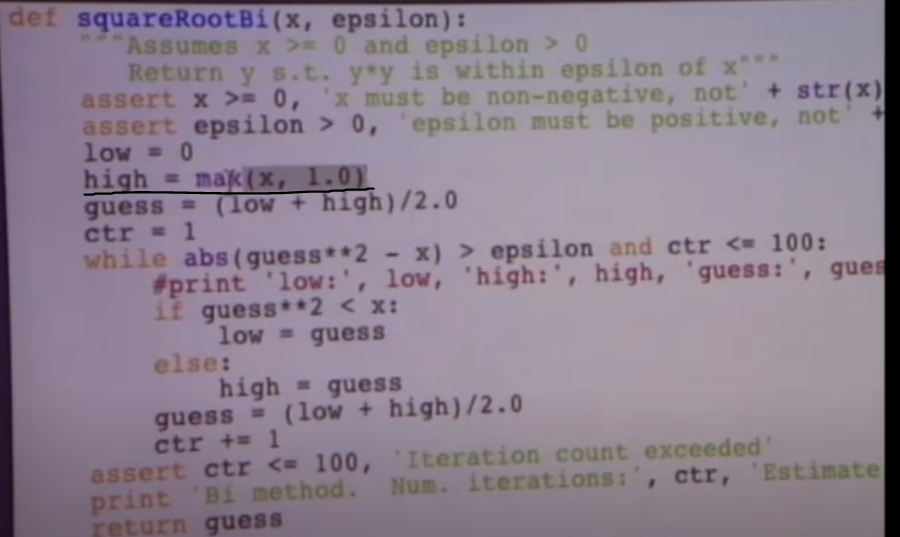 def squareRootBi(x, epsilon):
    """Assumes x >= 0 and epsilon > 0
       Return y s.t. y*y is within epsilon of x"""
    assert x >= 0, 'x must be non-negative, not' + str(x)
    assert epsilon > 0, 'epsilon must be positive, not' +
    low = 0
    high = max(x, 1.0)
    guess = (low + high)/2.0
    ctr = 1
    while abs(guess**2 - x) > epsilon and ctr <= 100:
        #print 'low:', low, 'high:', high, 'guess:', gues
        if guess**2 < x:
            low = guess
        else:
            high = guess
        guess = (low + high)/2.0
        ctr += 1
    assert ctr <= 100, 'Iteration count exceeded'
    print 'Bi method.  Num. iterations:', ctr, 'Estimate
    return guess